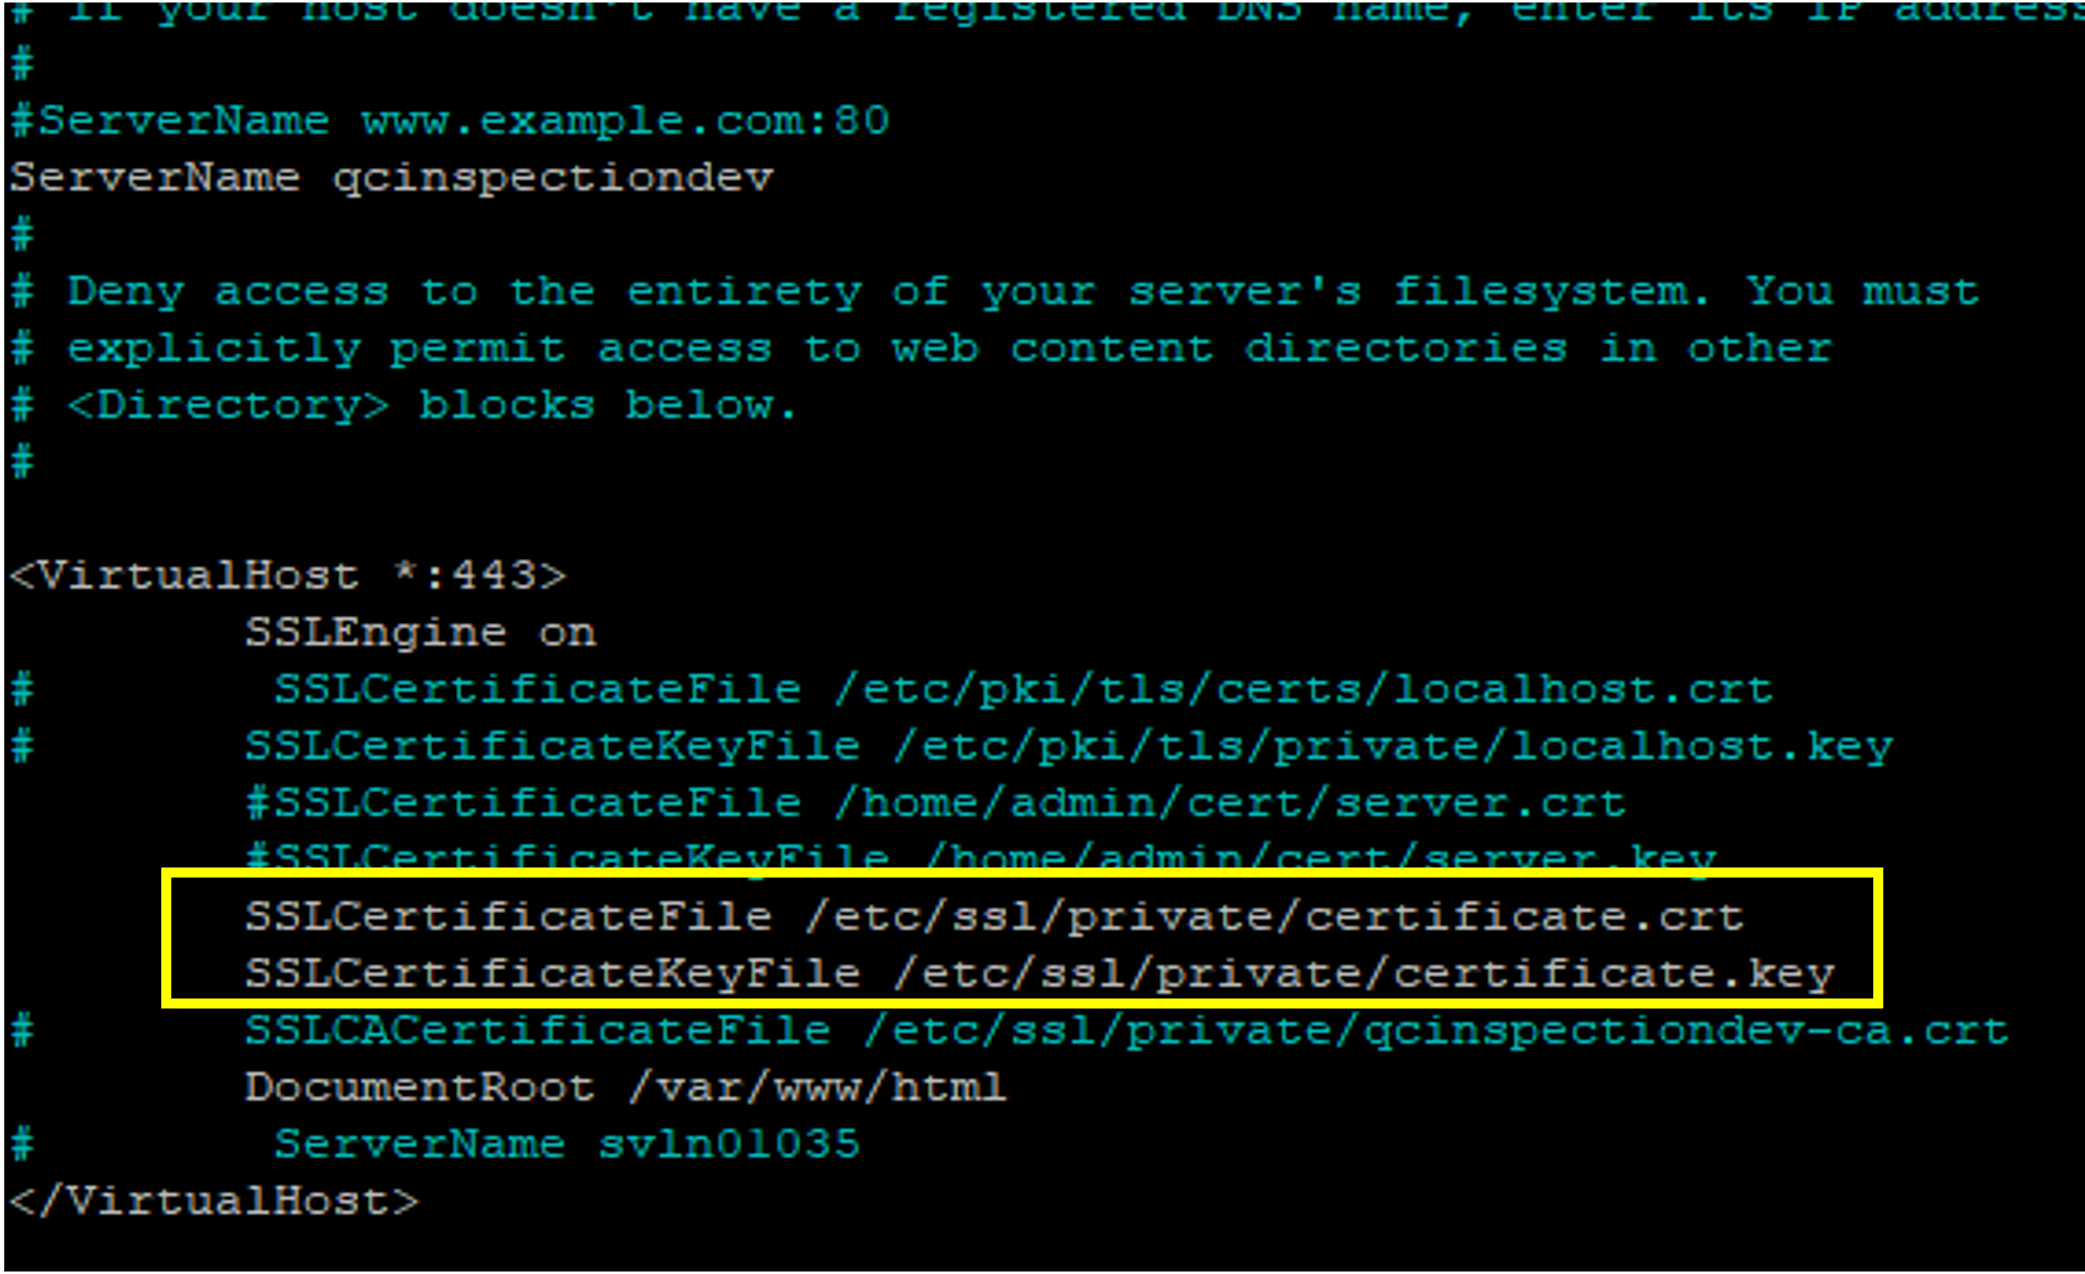 # If your host doesn't have a registered DNS name, enter its IP address
#
#ServerName www.example.com:80
ServerName qcinspectiondev
#
# Deny access to the entirety of your server's filesystem. You must
# explicitly permit access to web content directories in other
# <Directory> blocks below.
#
<VirtualHost *:443>
SSLEngine on
# SSLCertificateFile /etc/pki/tls/certs/localhost.crt
# SSLCertificateKeyFile /etc/pki/tls/private/localhost.key
#SSLCertificateFile /home/admin/cert/server.crt
#SSLCertificateKeyFile /home/admin/cert/server.key
SSLCertificateFile /etc/ssl/private/certificate.crt
SSLCertificateKeyFile /etc/ssl/private/certificate.key
# SSLCACertificateFile /etc/ssl/private/qcinspectiondev-ca.crt
DocumentRoot /var/www/html
# ServerName svln01035
</VirtualHost>